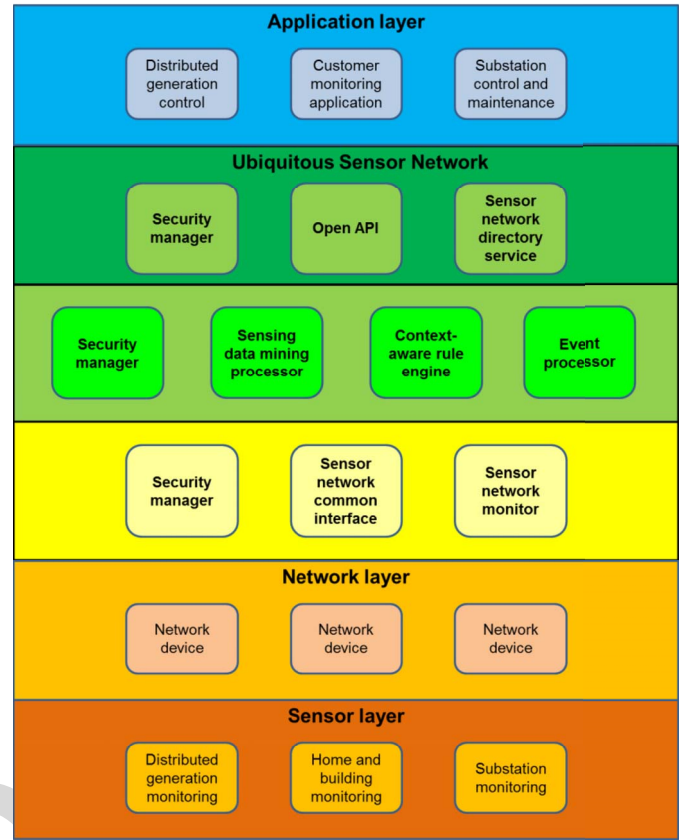 Application layer
Distributed
generation
control
Customer
monitoring
application
Substation
control and
maintenance
Ubiquitous Sensor Network
Security
manager
Open API
Sensor
network
directory
service
Security
manager
Sensing
data mining
processor
Context-
aware rule
engine
Event
processor
Security
manager
Sensor
network
common
interface
Sensor
network
monitor
Network layer
Network
device
Network
device
Network
device
Sensor layer
Distributed
generation
monitoring
Home and
building
monitoring
Substation
monitoring